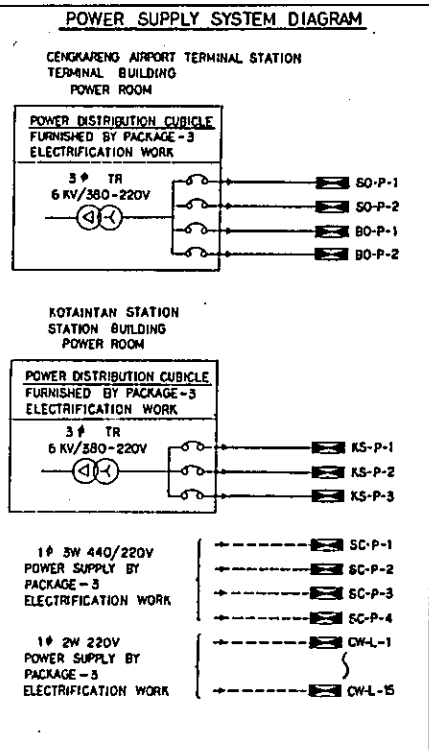 POWER SUPPLY SYSTEM DIAGRAM
CENGKARENG AIRPORT TERMINAL STATION
TERMINAL BUILDING
POWER ROOM
POWER DISTRIBUTION CUBICLE
FURNISHED BY PACKAGE-3
ELECTRIFICATION WORK
3φ TR
6 KV/380-220V
SO-P-1
SO-P-2
BO-P-1
BO-P-2
KOTAINTAN STATION
STATION BUILDING
POWER ROOM
POWER DISTRIBUTION CUBICLE
FURNISHED BY PACKAGE-3
ELECTRIFICATION WORK
3φ TR
6 KV/380-220V
KS-P-1
KS-P-2
KS-P-3
1φ 3W 440/220V
POWER SUPPLY BY
PACKAGE-3
ELECTRIFICATION WORK
SC-P-1
SC-P-2
SC-P-3
SC-P-4
1φ 2W 220V
POWER SUPPLY BY
PACKAGE-3
ELECTRIFICATION WORK
CW-L-1
CW-L-15